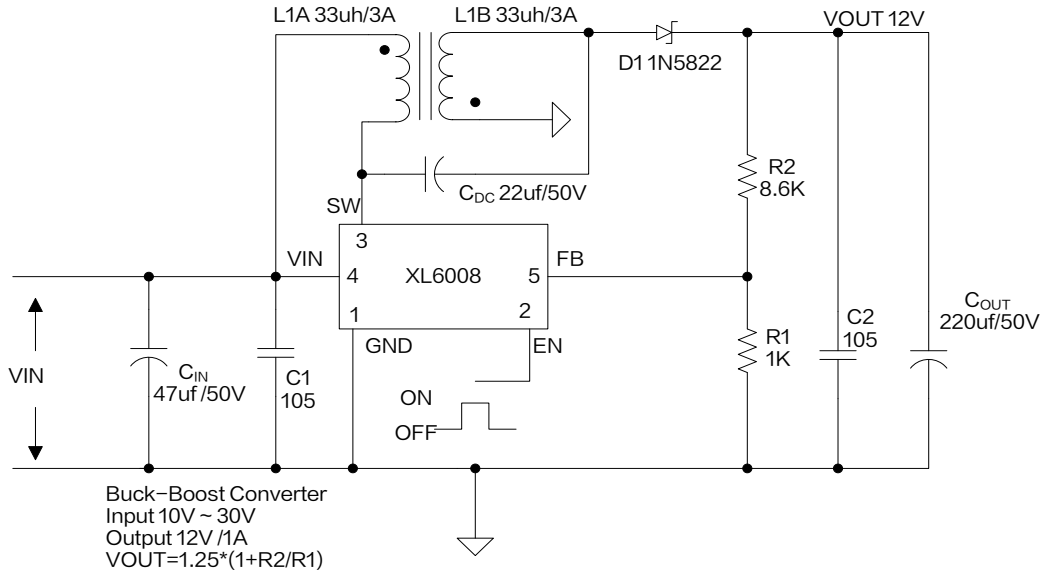 L1A 33uh/3A
L1B 33uh/3A
VOUT 12V
D1 1N5822
R2
8.6K
CDC 22uf/50V
SW
3
VIN
4
XL6008
5
FB
1
2
GND
EN
COUT
220uf/50V
C2
105
R1
1K
VIN
CIN
47uf/50V
C1
105
ON
OFF
Buck-Boost Converter
Input 10V ~ 30V
Output 12V /1A
VOUT=1.25*(1+R2/R1)